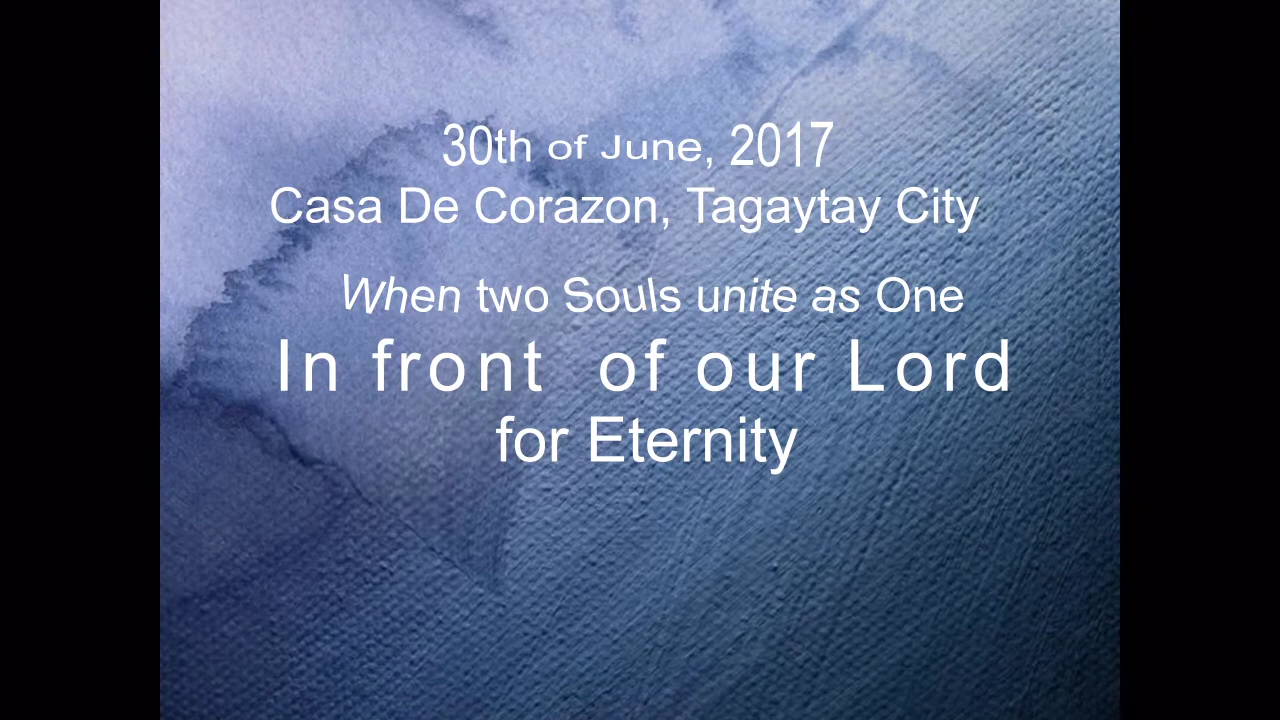 30th of June, 2017
Casa De Corazon, Tagaytay City
When two Souls unite as One
In front of our Lord
for Eternity